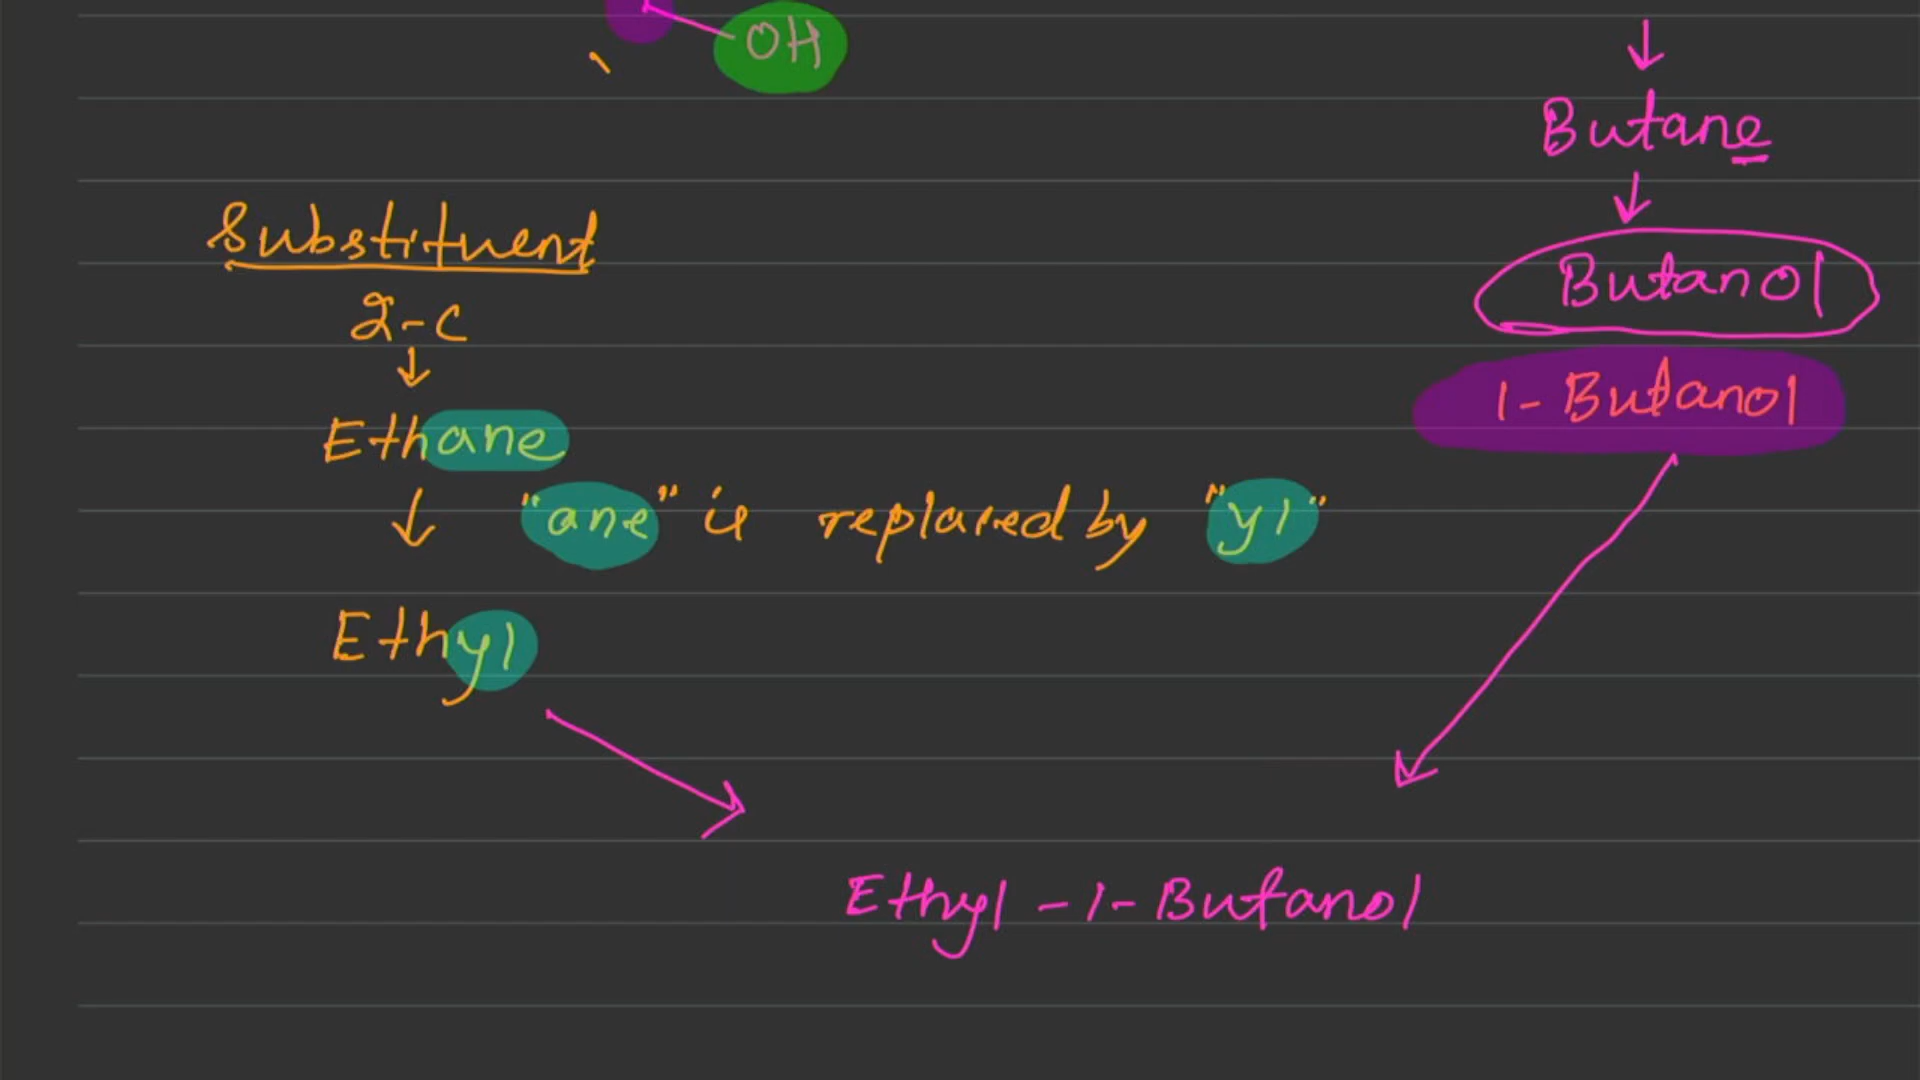 OH
Butane
Substituent
Butanol
2-C
1-Butanol
Ethane
"ane" is replaced by "yl"
Ethyl
Ethyl-1-Butanol